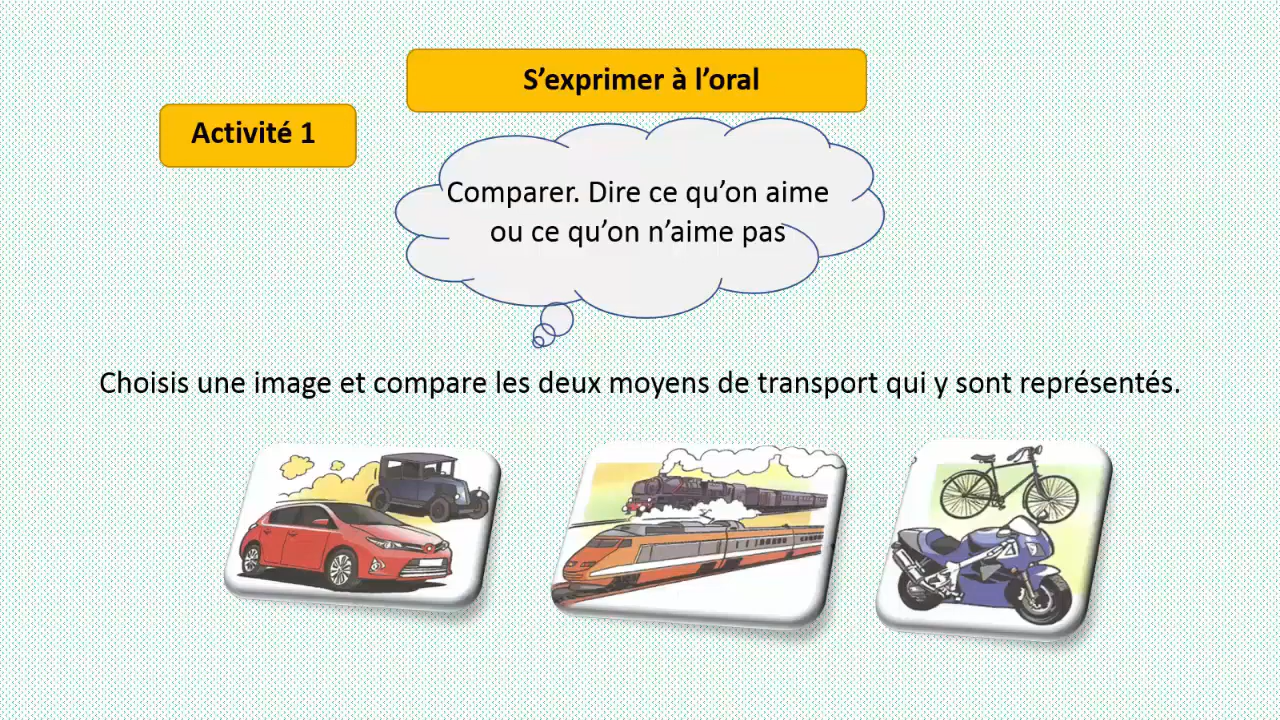 S’exprimer à l’oral
Activité 1
Comparer. Dire ce qu’on aime
ou ce qu’on n’aime pas
Choisis une image et compare les deux moyens de transport qui y sont représentés.